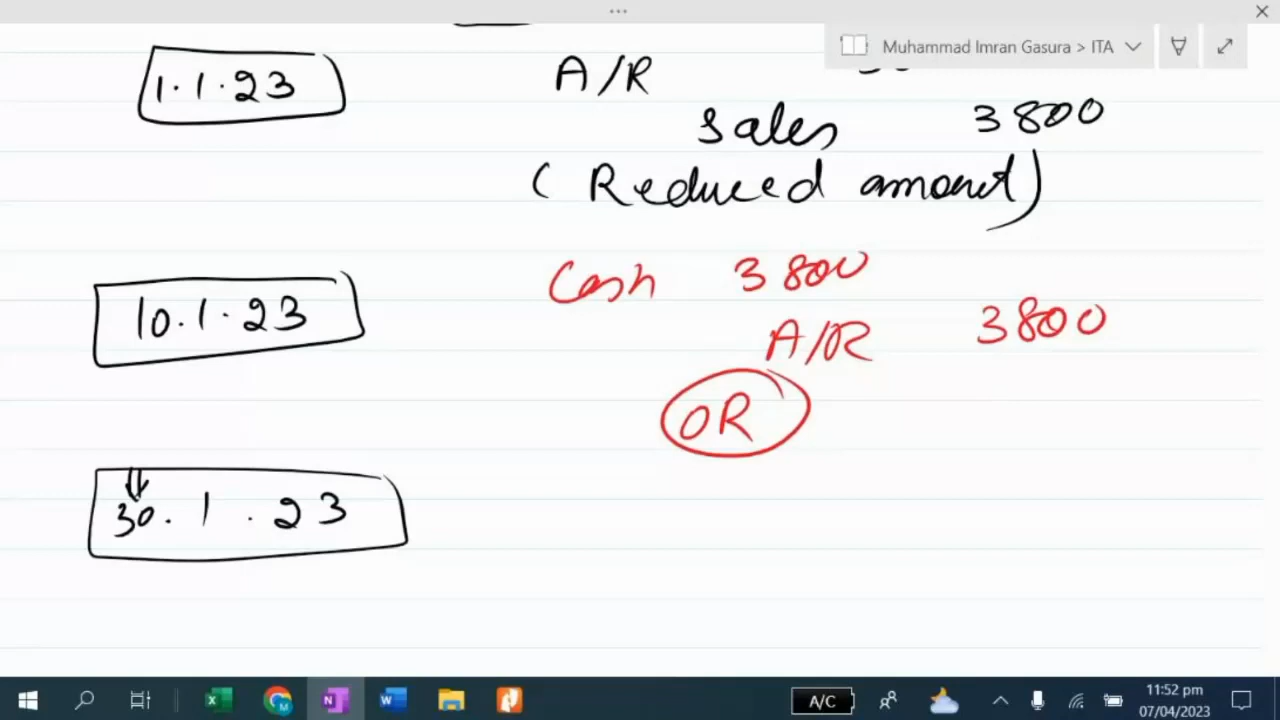 Muhammad Imran Gasura > ITA
1.1.23
A/R
Sales 3800
(Reduced amount)
10.1.23
Cash 3800
A/R 3800
OR
30.1.23
A/C
11:52 pm
07/04/2023